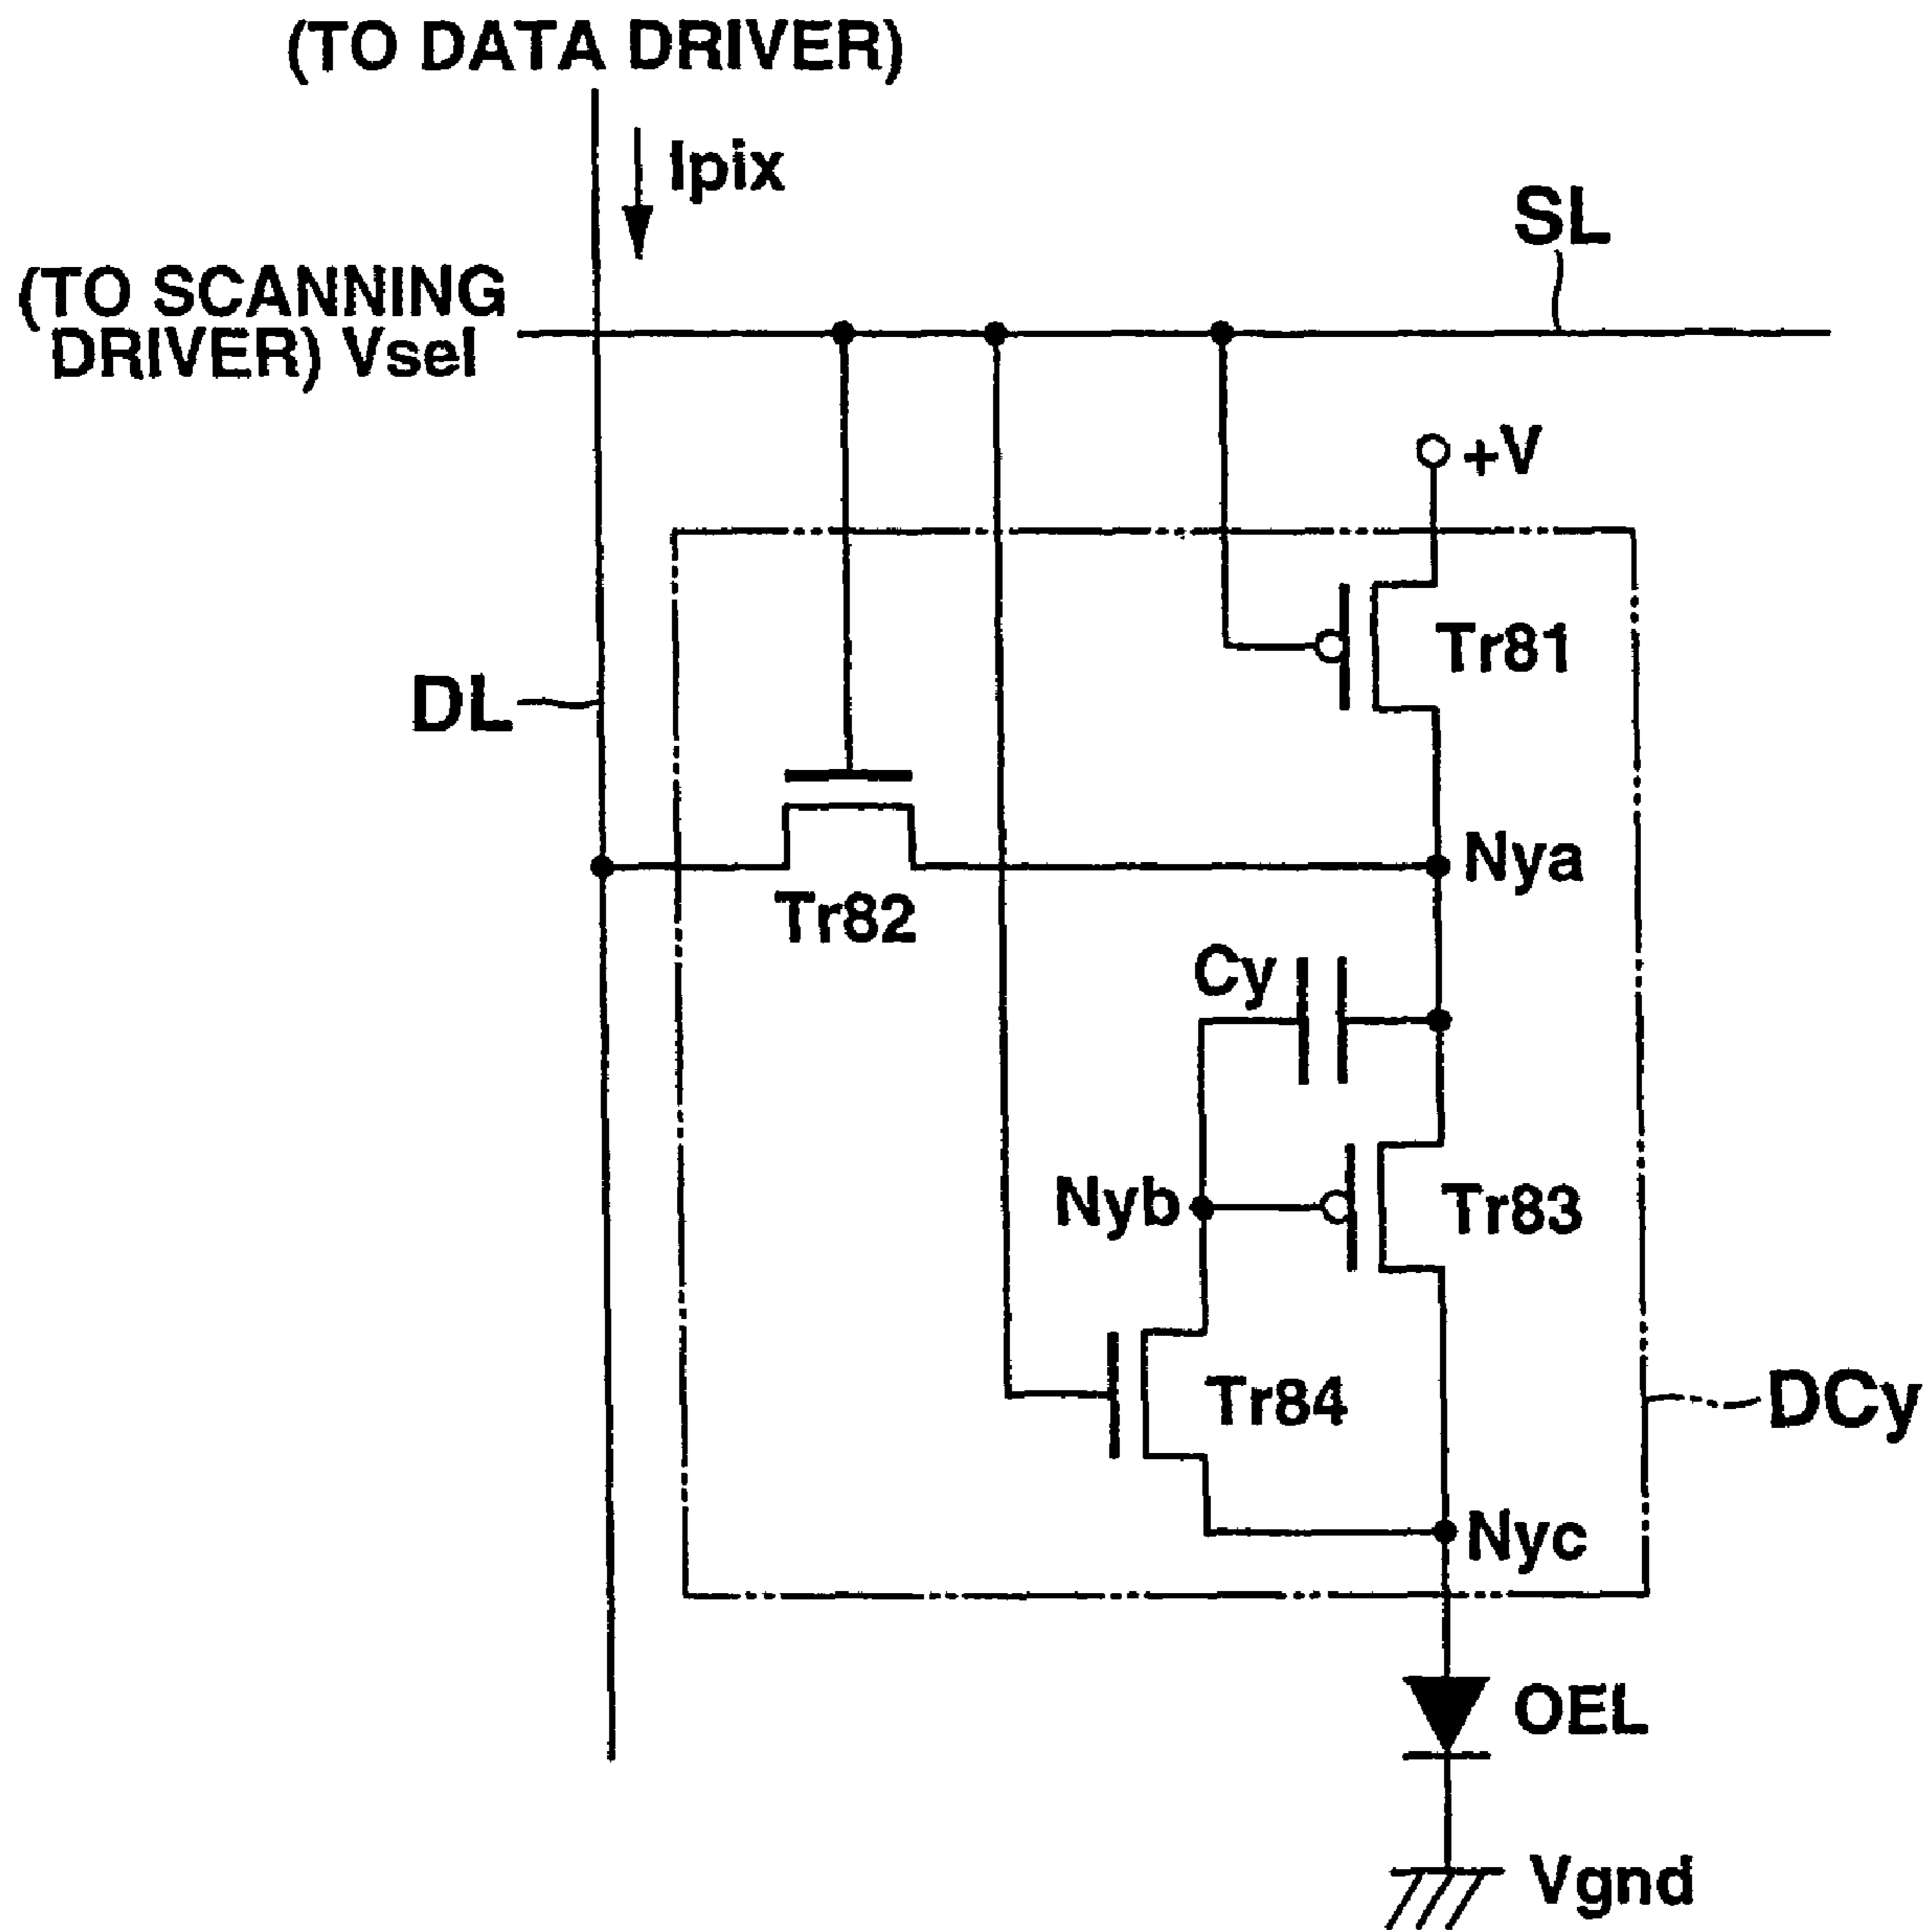 (TO DATA DRIVER)
Ipix
SL
(TO SCANNING
DRIVER) Vsel
+V
Tr81
DL
Nya
Tr82
Cy
Nyb
Tr83
Tr84
DCy
Nyc
OEL
Vgnd